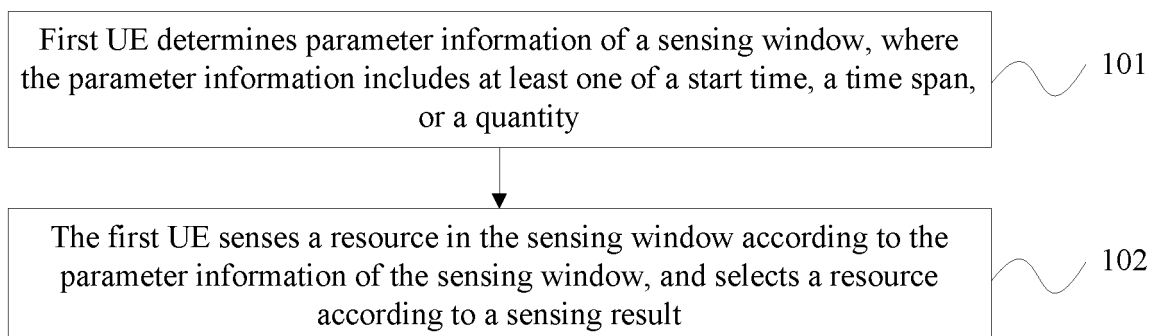 First UE determines parameter information of a sensing window, where
the parameter information includes at least one of a start time, a time span,
or a quantity
101
The first UE senses a resource in the sensing window according to the
parameter information of the sensing window, and selects a resource
according to a sensing result
102